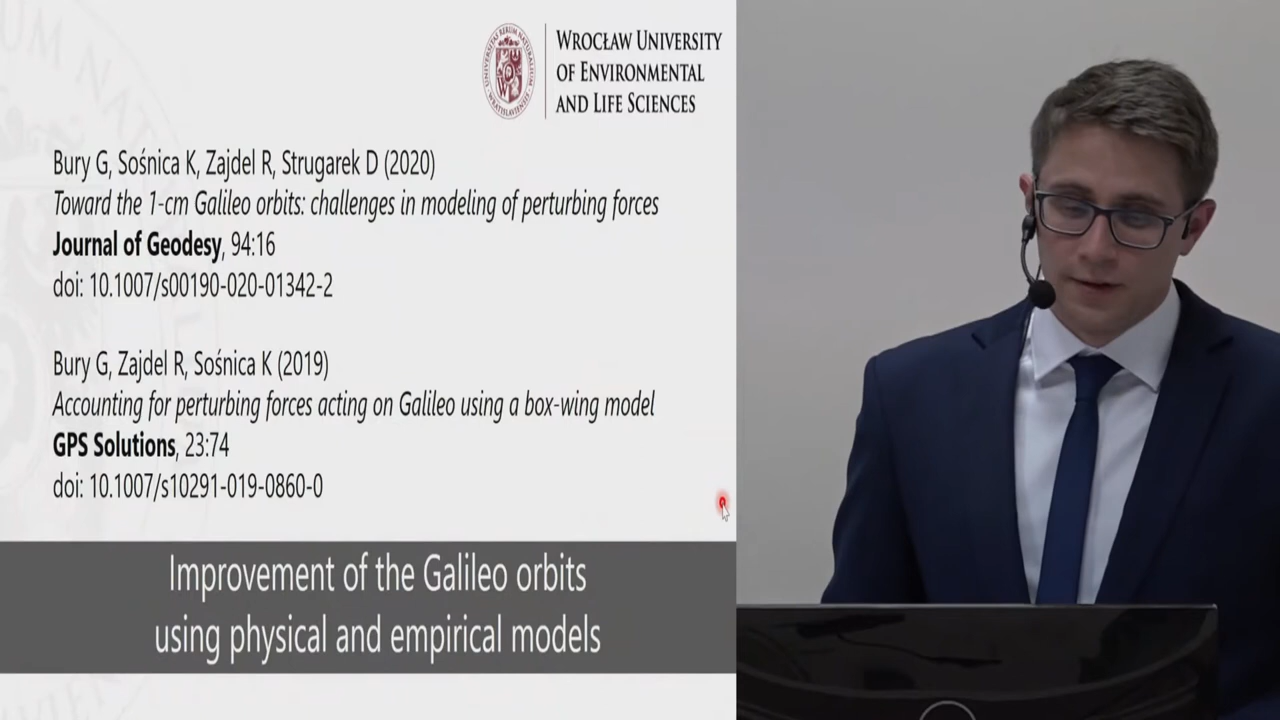 WROCŁAW UNIVERSITY
OF ENVIRONMENTAL
AND LIFE SCIENCES
Bury G, Sośnica K, Zajdel R, Strugarek D (2020)
Toward the 1-cm Galileo orbits: challenges in modeling of perturbing forces
Journal of Geodesy, 94:16
doi: 10.1007/s00190-020-01342-2
Bury G, Zajdel R, Sośnica K (2019)
Accounting for perturbing forces acting on Galileo using a box-wing model
GPS Solutions, 23:74
doi: 10.1007/s10291-019-0860-0
Improvement of the Galileo orbits
using physical and empirical models